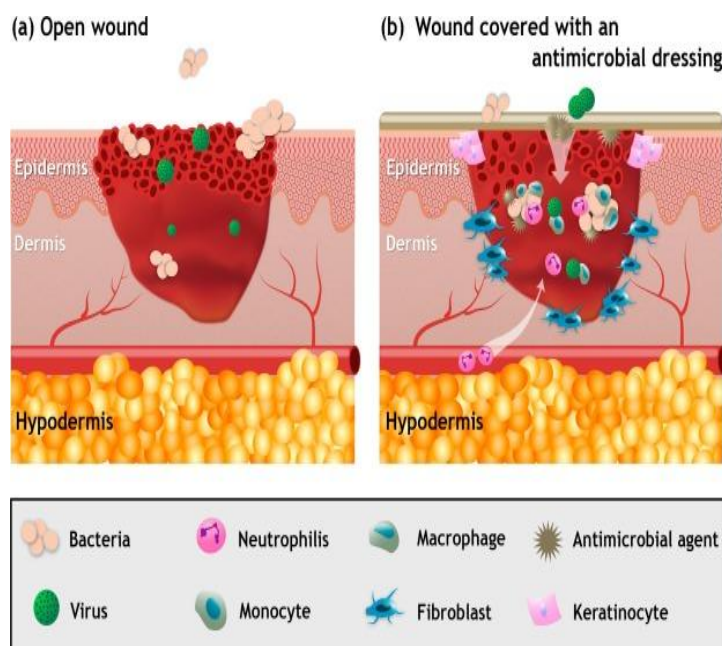 (a) Open wound
(b) Wound covered with an
antimicrobial dressing
Epidermis
Dermis
Hypodermis
Epidermis
Dermis
Hypodermis
Bacteria
Neutrophilis
Macrophage
Antimicrobial agent
Virus
Monocyte
Fibroblast
Keratinocyte